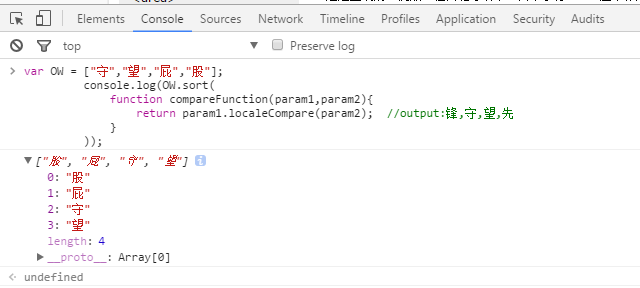 Elements Console Sources Network Timeline Profiles Application Security Audits
top Preserve log
> var OW = ["守","望","屁","股"];
console.log(OW.sort(
function compareFunction(param1,param2){
return param1.localeCompare(param2); //output:锋,守,望,先
}
));
▼["股", "屁", "守", "望"] i
0: "股"
1: "屁"
2: "守"
3: "望"
length: 4
▶__proto__: Array[0]
< undefined